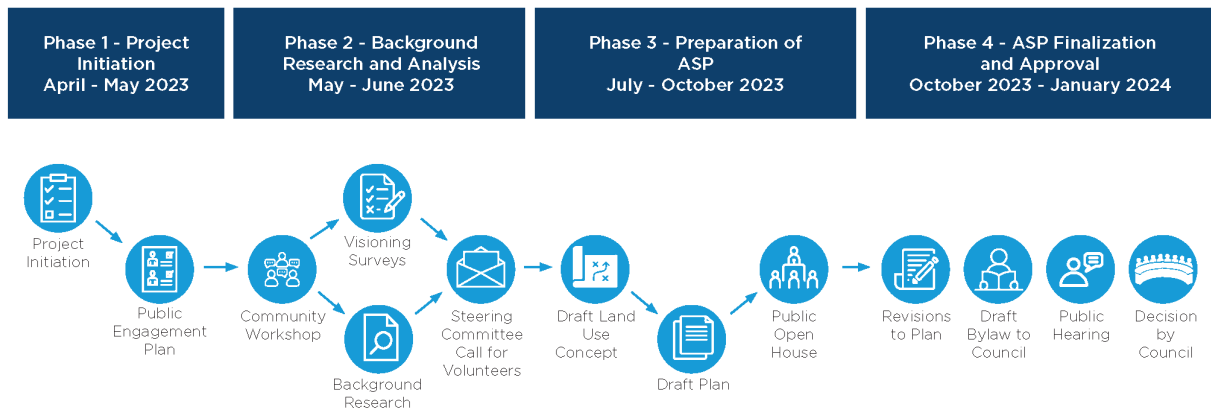 Phase 1 - Project
Initiation
April - May 2023
Phase 2 - Background
Research and Analysis
May - June 2023
Phase 3 - Preparation of
ASP
July - October 2023
Phase 4 - ASP Finalization
and Approval
October 2023 - January 2024
Project
Initiation
Public
Engagement
Plan
Community
Workshop
Visioning
Surveys
Background
Research
Steering
Committee
Call for
Volunteers
Draft Land
Use
Concept
Draft Plan
Public
Open
House
Revisions
to Plan
Draft
Bylaw to
Council
Public
Hearing
Decision
by
Council